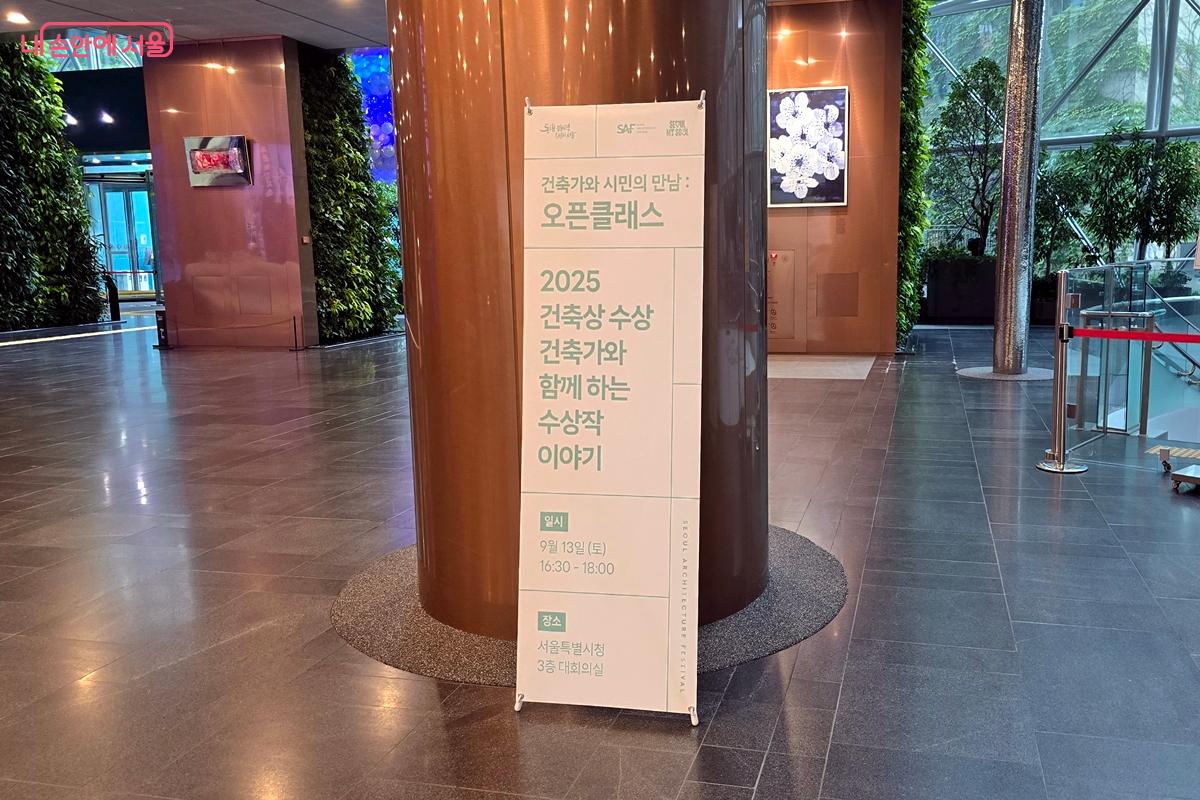 내 손안에 서울
SAF
SEOUL
MY SOUL
건축가와 시민의 만남 :
오픈클래스
2025
건축상 수상
건축가와
함께 하는
수상작
이야기
일시
9월 13일 (토)
16:30 - 18:00
장소
서울특별시청
3층 대회의실
SEOUL ARCHITECTURE FESTIVAL